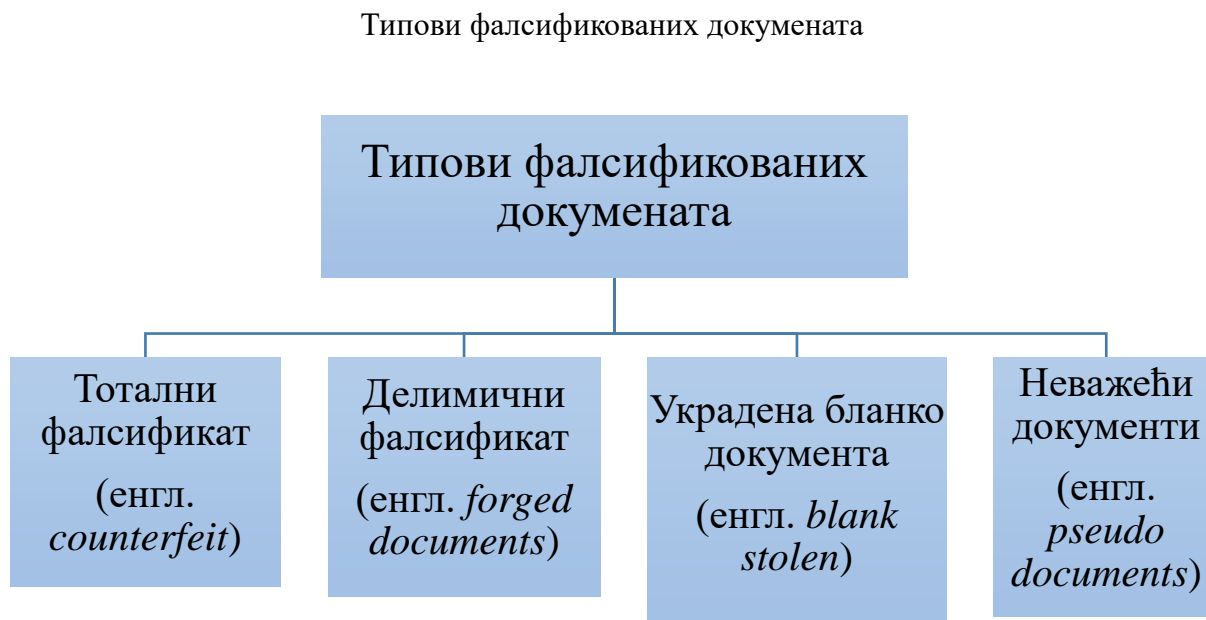 Типови фалсификованих докумената
Типови фалсификованих
докумената
Тотални
фалсификат
(енгл.
counterfeit)
Делимични
фалсификат
(енгл. forged
documents)
Украдена бланко
документа
(енгл. blank
stolen)
Неважећи
документи
(енгл.
pseudo
documents)